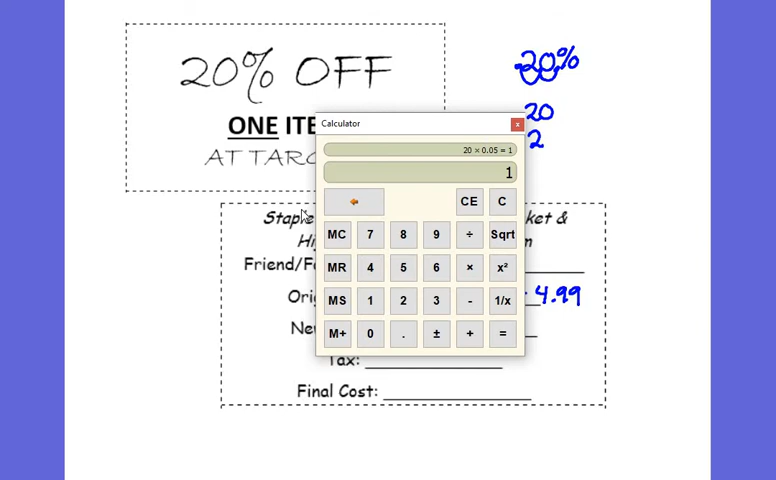 20% OFF
ONE ITE
AT TARG
.20%
20
2
Calculator
x
20 × 0.05 = 1
1
CE C
MC 7 8 9 ÷ Sqrt
MR 4 5 6 × x²
MS 1 2 3 - 1/x
M+ 0 . ± + =
Staple
ket &
Hi
m
Friend/Fa
Orig
4.99
New
Tax:
Final Cost: